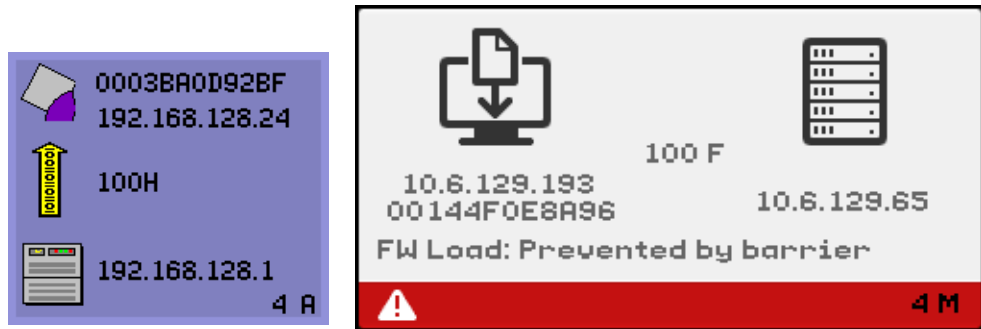 0003BA0D92BF
192.168.128.24
100H
192.168.128.1
4 A
100 F
10.6.129.193
00144F0E8A96
10.6.129.65
FW Load: Prevented by barrier
4 M